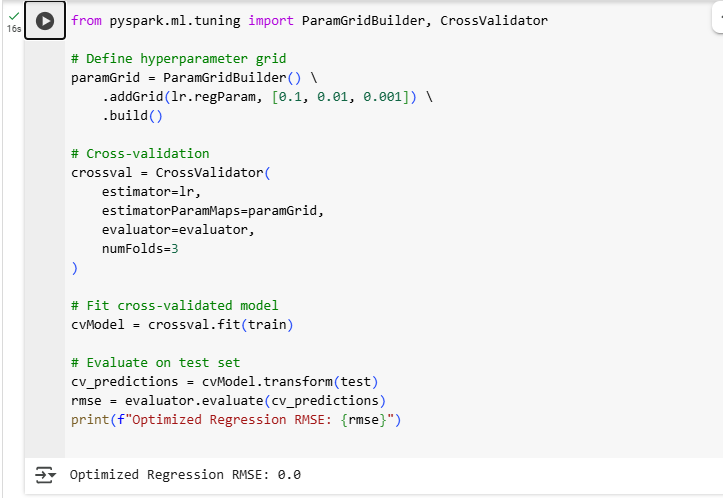 16s
from pyspark.ml.tuning import ParamGridBuilder, CrossValidator
# Define hyperparameter grid
paramGrid = ParamGridBuilder() \
    .addGrid(lr.regParam, [0.1, 0.01, 0.001]) \
    .build()
# Cross-validation
crossval = CrossValidator(
    estimator=lr,
    estimatorParamMaps=paramGrid,
    evaluator=evaluator,
    numFolds=3
)
# Fit cross-validated model
cvModel = crossval.fit(train)
# Evaluate on test set
cv_predictions = cvModel.transform(test)
rmse = evaluator.evaluate(cv_predictions)
print(f"Optimized Regression RMSE: {rmse}")
Optimized Regression RMSE: 0.0